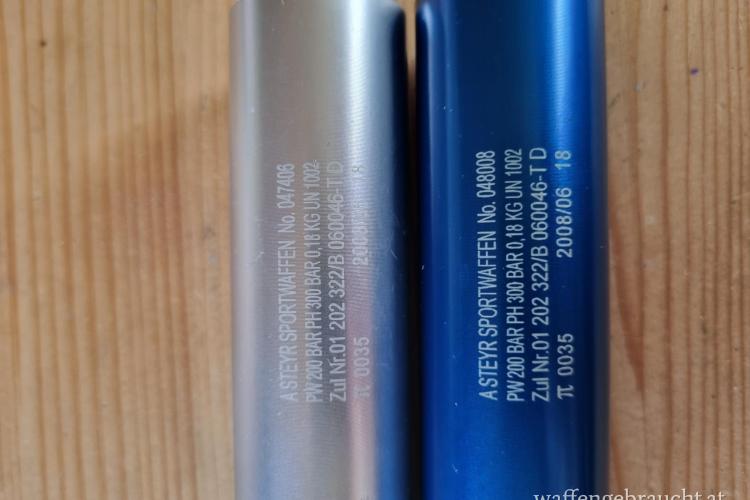 A STEYR SPORTWAFFEN No. 047406
PW 200 BAR PH 300 BAR 0,18 KG UN 1002
Zul Nr.01 202 322/B 060046-T D
π 0035 8
A STEYR SPORTWAFFEN No. 048008
PW 200 BAR PH 300 BAR 0,18 KG UN 1002
Zul Nr.01 202 322/B 060046-T D
π 0035 2008/06 18
waffengebraucht.at